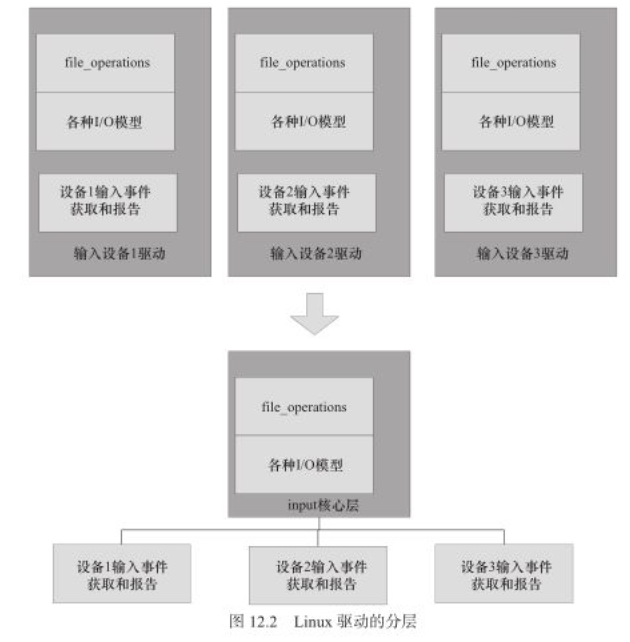 file_operations
各种I/O模型
设备1输入事件
获取和报告
输入设备1驱动
file_operations
各种I/O模型
设备2输入事件
获取和报告
输入设备2驱动
file_operations
各种I/O模型
设备3输入事件
获取和报告
输入设备3驱动
file_operations
各种I/O模型
input核心层
设备1输入事件
获取和报告
设备2输入事件
获取和报告
设备3输入事件
获取和报告
图 12.2 Linux 驱动的分层